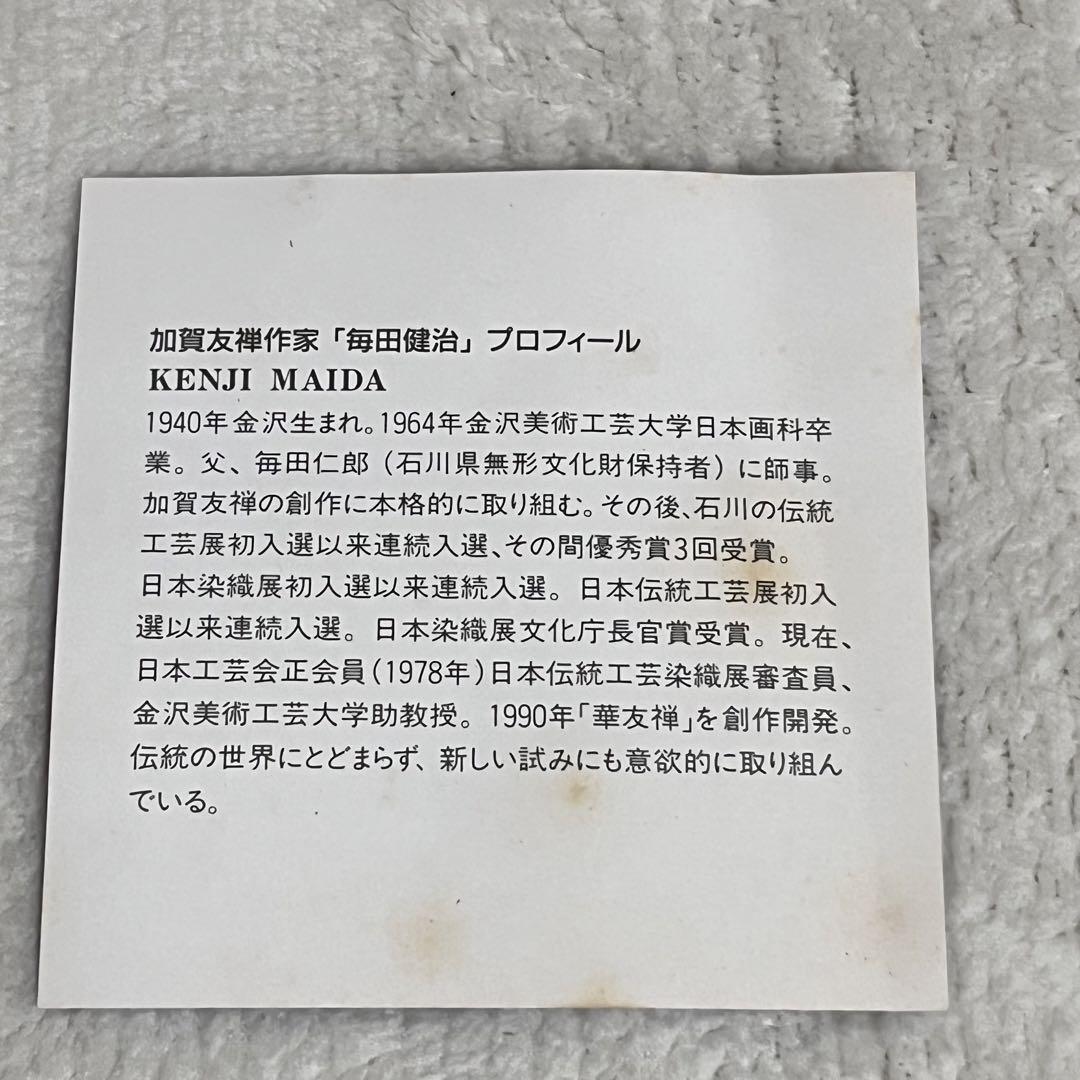 加賀友禅作家「毎田健治」プロフィール
KENJI MAIDA
1940年金沢生まれ。1964年金沢美術工芸大学日本画科卒
業。父、毎田仁郎（石川県無形文化財保持者）に師事。
加賀友禅の創作に本格的に取り組む。その後、石川の伝統
工芸展初入選以来連続入選、その間優秀賞3回受賞。
日本染織展初入選以来連続入選。日本伝統工芸展初入
選以来連続入選。日本染織展文化庁長官賞受賞。現在、
日本工芸会正会員（1978年）日本伝統工芸染織展審査員、
金沢美術工芸大学助教授。1990年「華友禅」を創作開発。
伝統の世界にとどまらず、新しい試みにも意欲的に取り組ん
でいる。